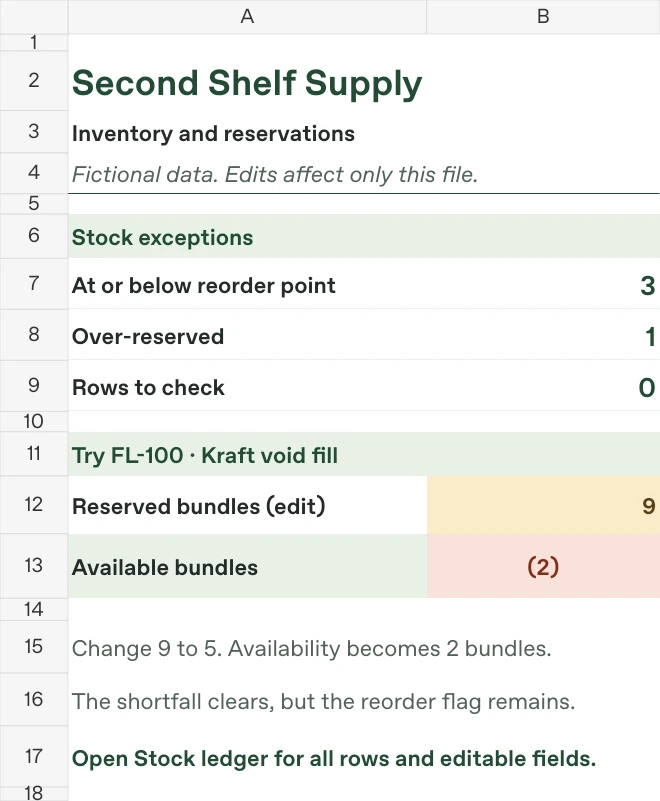 A B
1
2 Second Shelf Supply
3 Inventory and reservations
4 Fictional data. Edits affect only this file.
5
6 Stock exceptions
7 At or below reorder point 3
8 Over-reserved 1
9 Rows to check 0
10
11 Try FL-100 · Kraft void fill
12 Reserved bundles (edit) 9
13 Available bundles (2)
14
15 Change 9 to 5. Availability becomes 2 bundles.
16 The shortfall clears, but the reorder flag remains.
17 Open Stock ledger for all rows and editable fields.
18